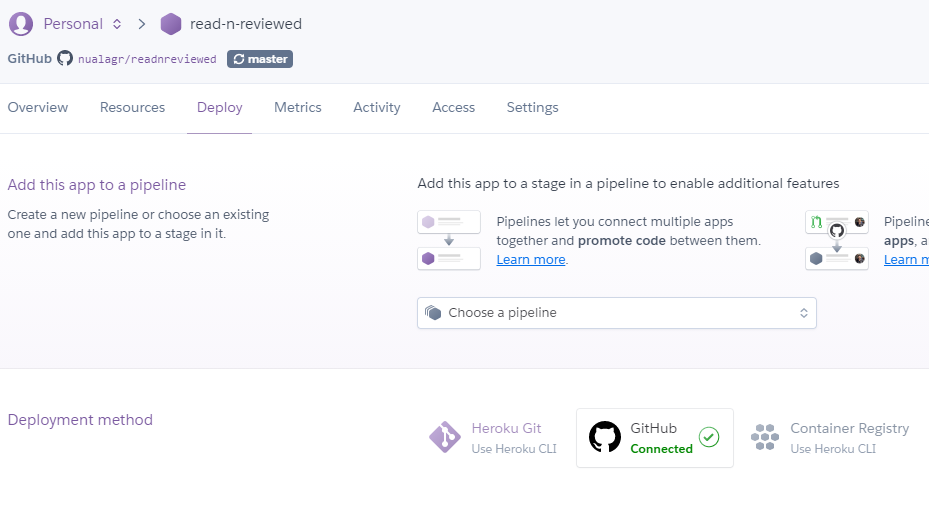 Personal read-n-reviewed
GitHub nualagr/readnreviewed master
Overview Resources Deploy Metrics Activity Access Settings
Add this app to a pipeline
Create a new pipeline or choose an existing
one and add this app to a stage in it.
Add this app to a stage in a pipeline to enable additional features
Pipelines let you connect multiple apps
together and promote code between them.
Learn more.
Pipeline
apps, a
Learn m
Choose a pipeline
Deployment method
Heroku Git
Use Heroku CLI
GitHub
Connected
Container Registry
Use Heroku CLI